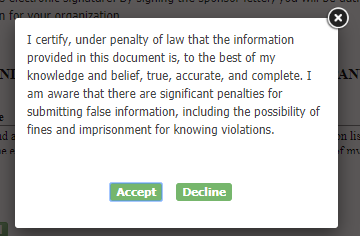 electronic signature. By signing the sponsor letter, you will be
for your organization.
I certify, under penalty of law that the information
provided in this document is, to the best of my
knowledge and belief, true, accurate, and complete. I
am aware that there are significant penalties for
submitting false information, including the possibility of
fines and imprisonment for knowing violations.
Accept Decline